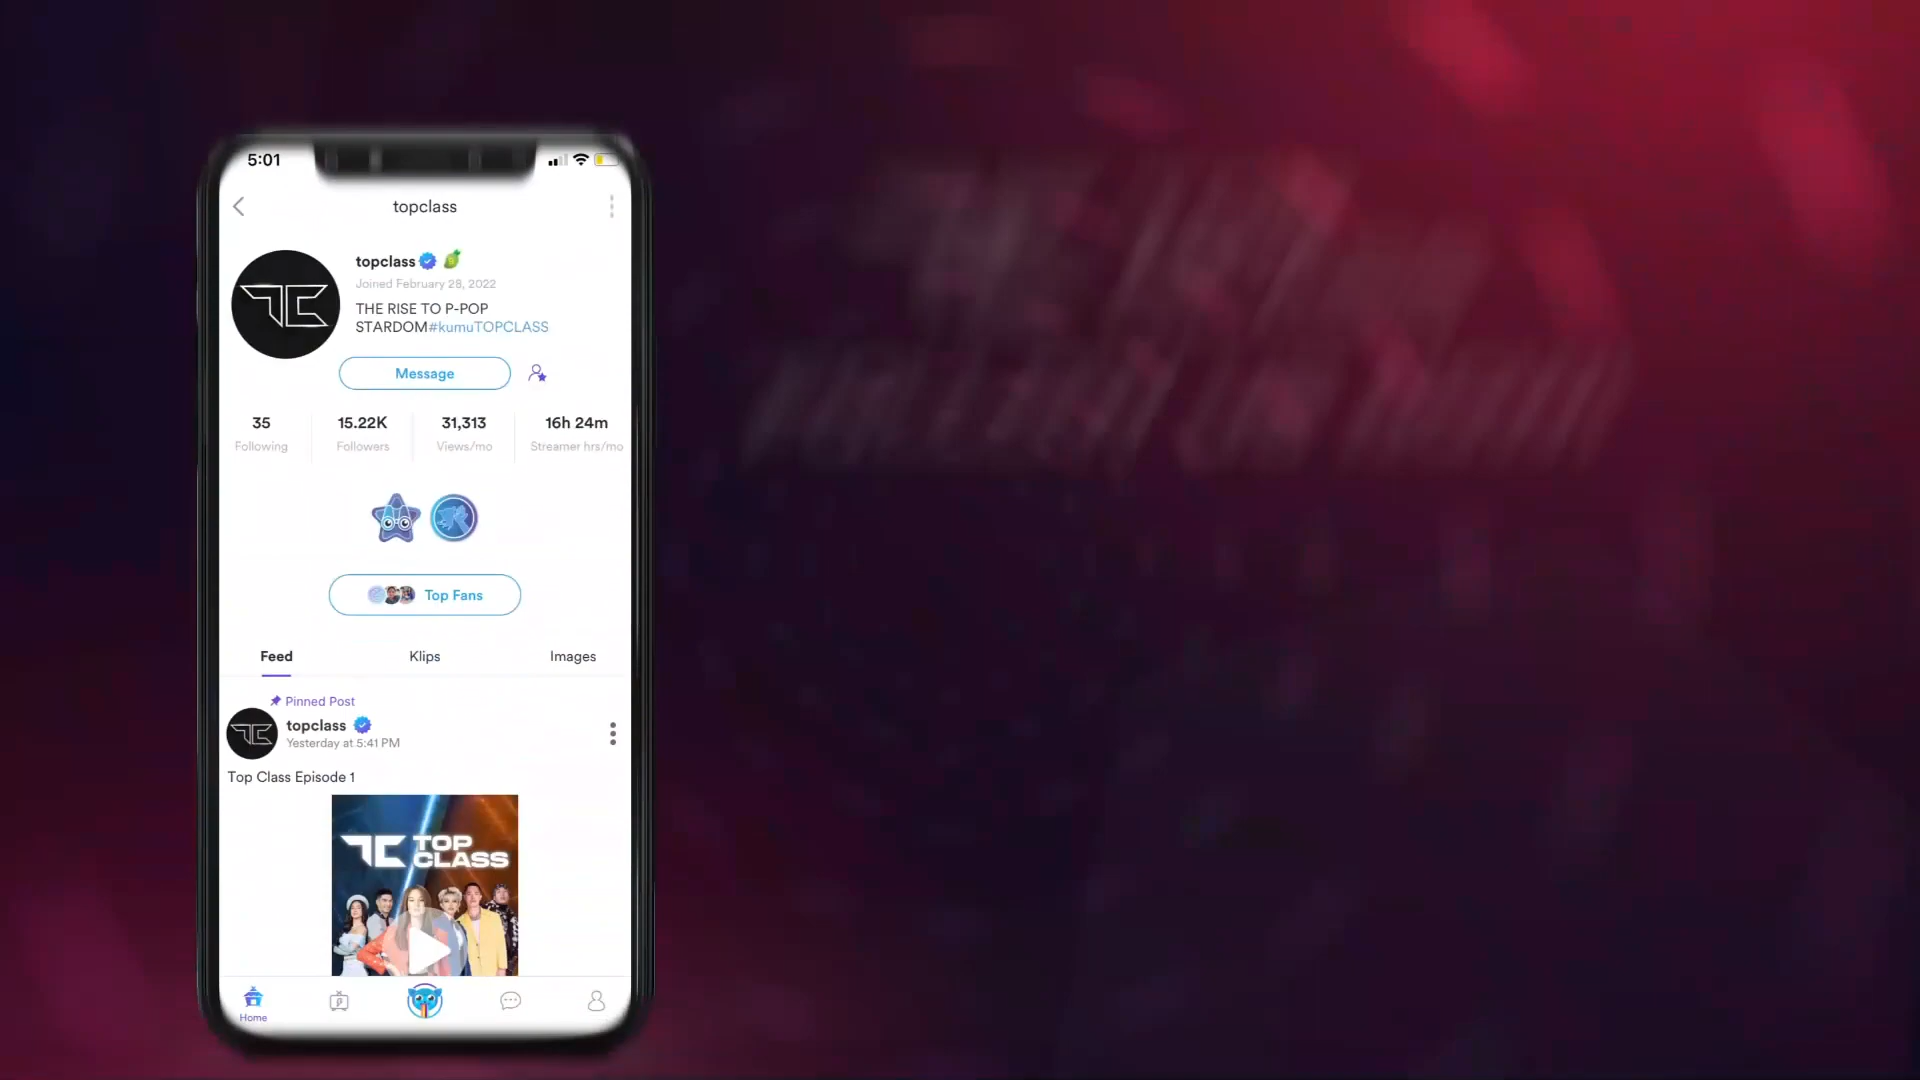 5:01
topclass
topclass
Joined February 28, 2022
THE RISE TO P-POP
STARDOM#kumuTOPCLASS
Message
35
Following
15.22K
Followers
31,313
Views/mo
16h 24m
Streamer hrs/mo
Top Fans
Feed
Klips
Images
Pinned Post
topclass
Yesterday at 5:41 PM
Top Class Episode 1
TC TOP
CLASS
Home